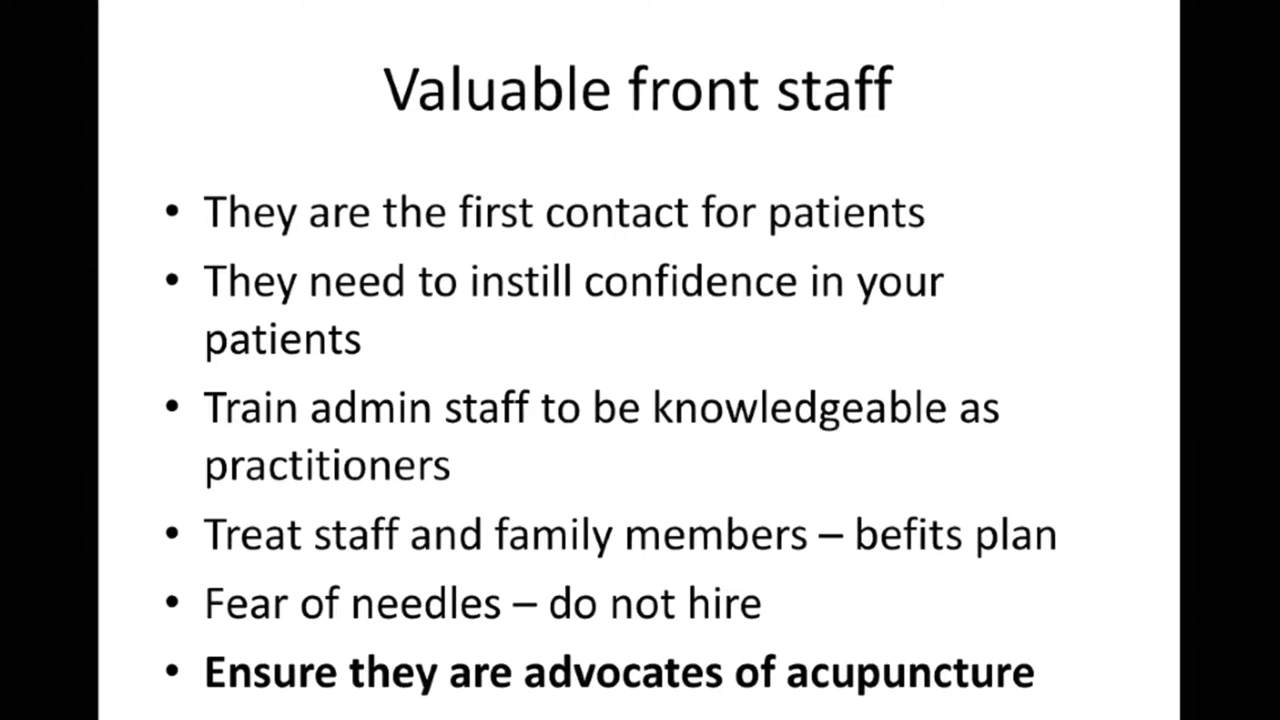 Valuable front staff
• They are the first contact for patients
• They need to instill confidence in your
patients
• Train admin staff to be knowledgeable as
practitioners
• Treat staff and family members – befits plan
• Fear of needles – do not hire
• Ensure they are advocates of acupuncture